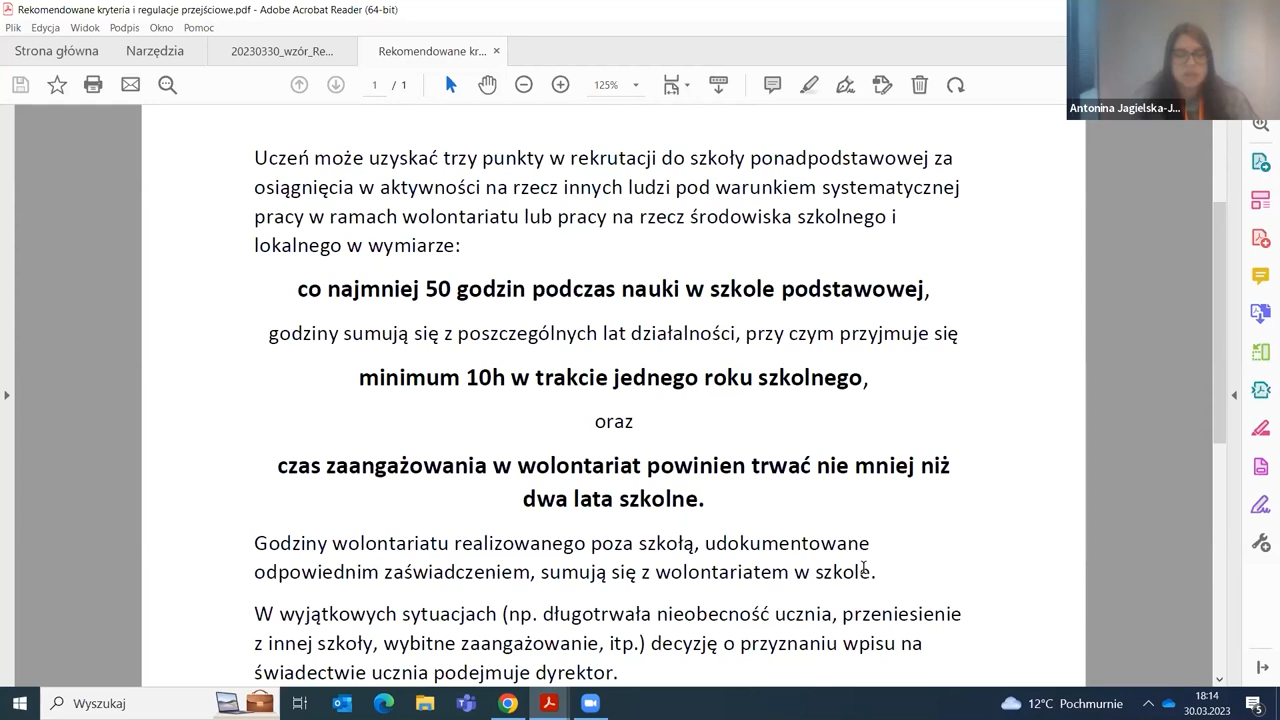 Rekomendowane kryteria i regulacje przejściowe.pdf - Adobe Acrobat Reader (64-bit)
Plik Edycja Widok Podpis Okno Pomoc
Strona główna Narzędzia 20230330_wzór_Re... Rekomendowane kr... ×
1 / 1 125%
Antonina Jagielska-J...
Uczeń może uzyskać trzy punkty w rekrutacji do szkoły ponadpodstawowej za
osiągnięcia w aktywności na rzecz innych ludzi pod warunkiem systematycznej
pracy w ramach wolontariatu lub pracy na rzecz środowiska szkolnego i
lokalnego w wymiarze:
co najmniej 50 godzin podczas nauki w szkole podstawowej,
godziny sumują się z poszczególnych lat działalności, przy czym przyjmuje się
minimum 10h w trakcie jednego roku szkolnego,
oraz
czas zaangażowania w wolontariat powinien trwać nie mniej niż
dwa lata szkolne.
Godziny wolontariatu realizowanego poza szkołą, udokumentowane
odpowiednim zaświadczeniem, sumują się z wolontariatem w szkole.
W wyjątkowych sytuacjach (np. długotrwała nieobecność ucznia, przeniesienie
z innej szkoły, wybitne zaangażowanie, itp.) decyzję o przyznaniu wpisu na
świadectwie ucznia podejmuje dyrektor.
Wyszukaj
12°C Pochmurnie
18:14
30.03.2023
5